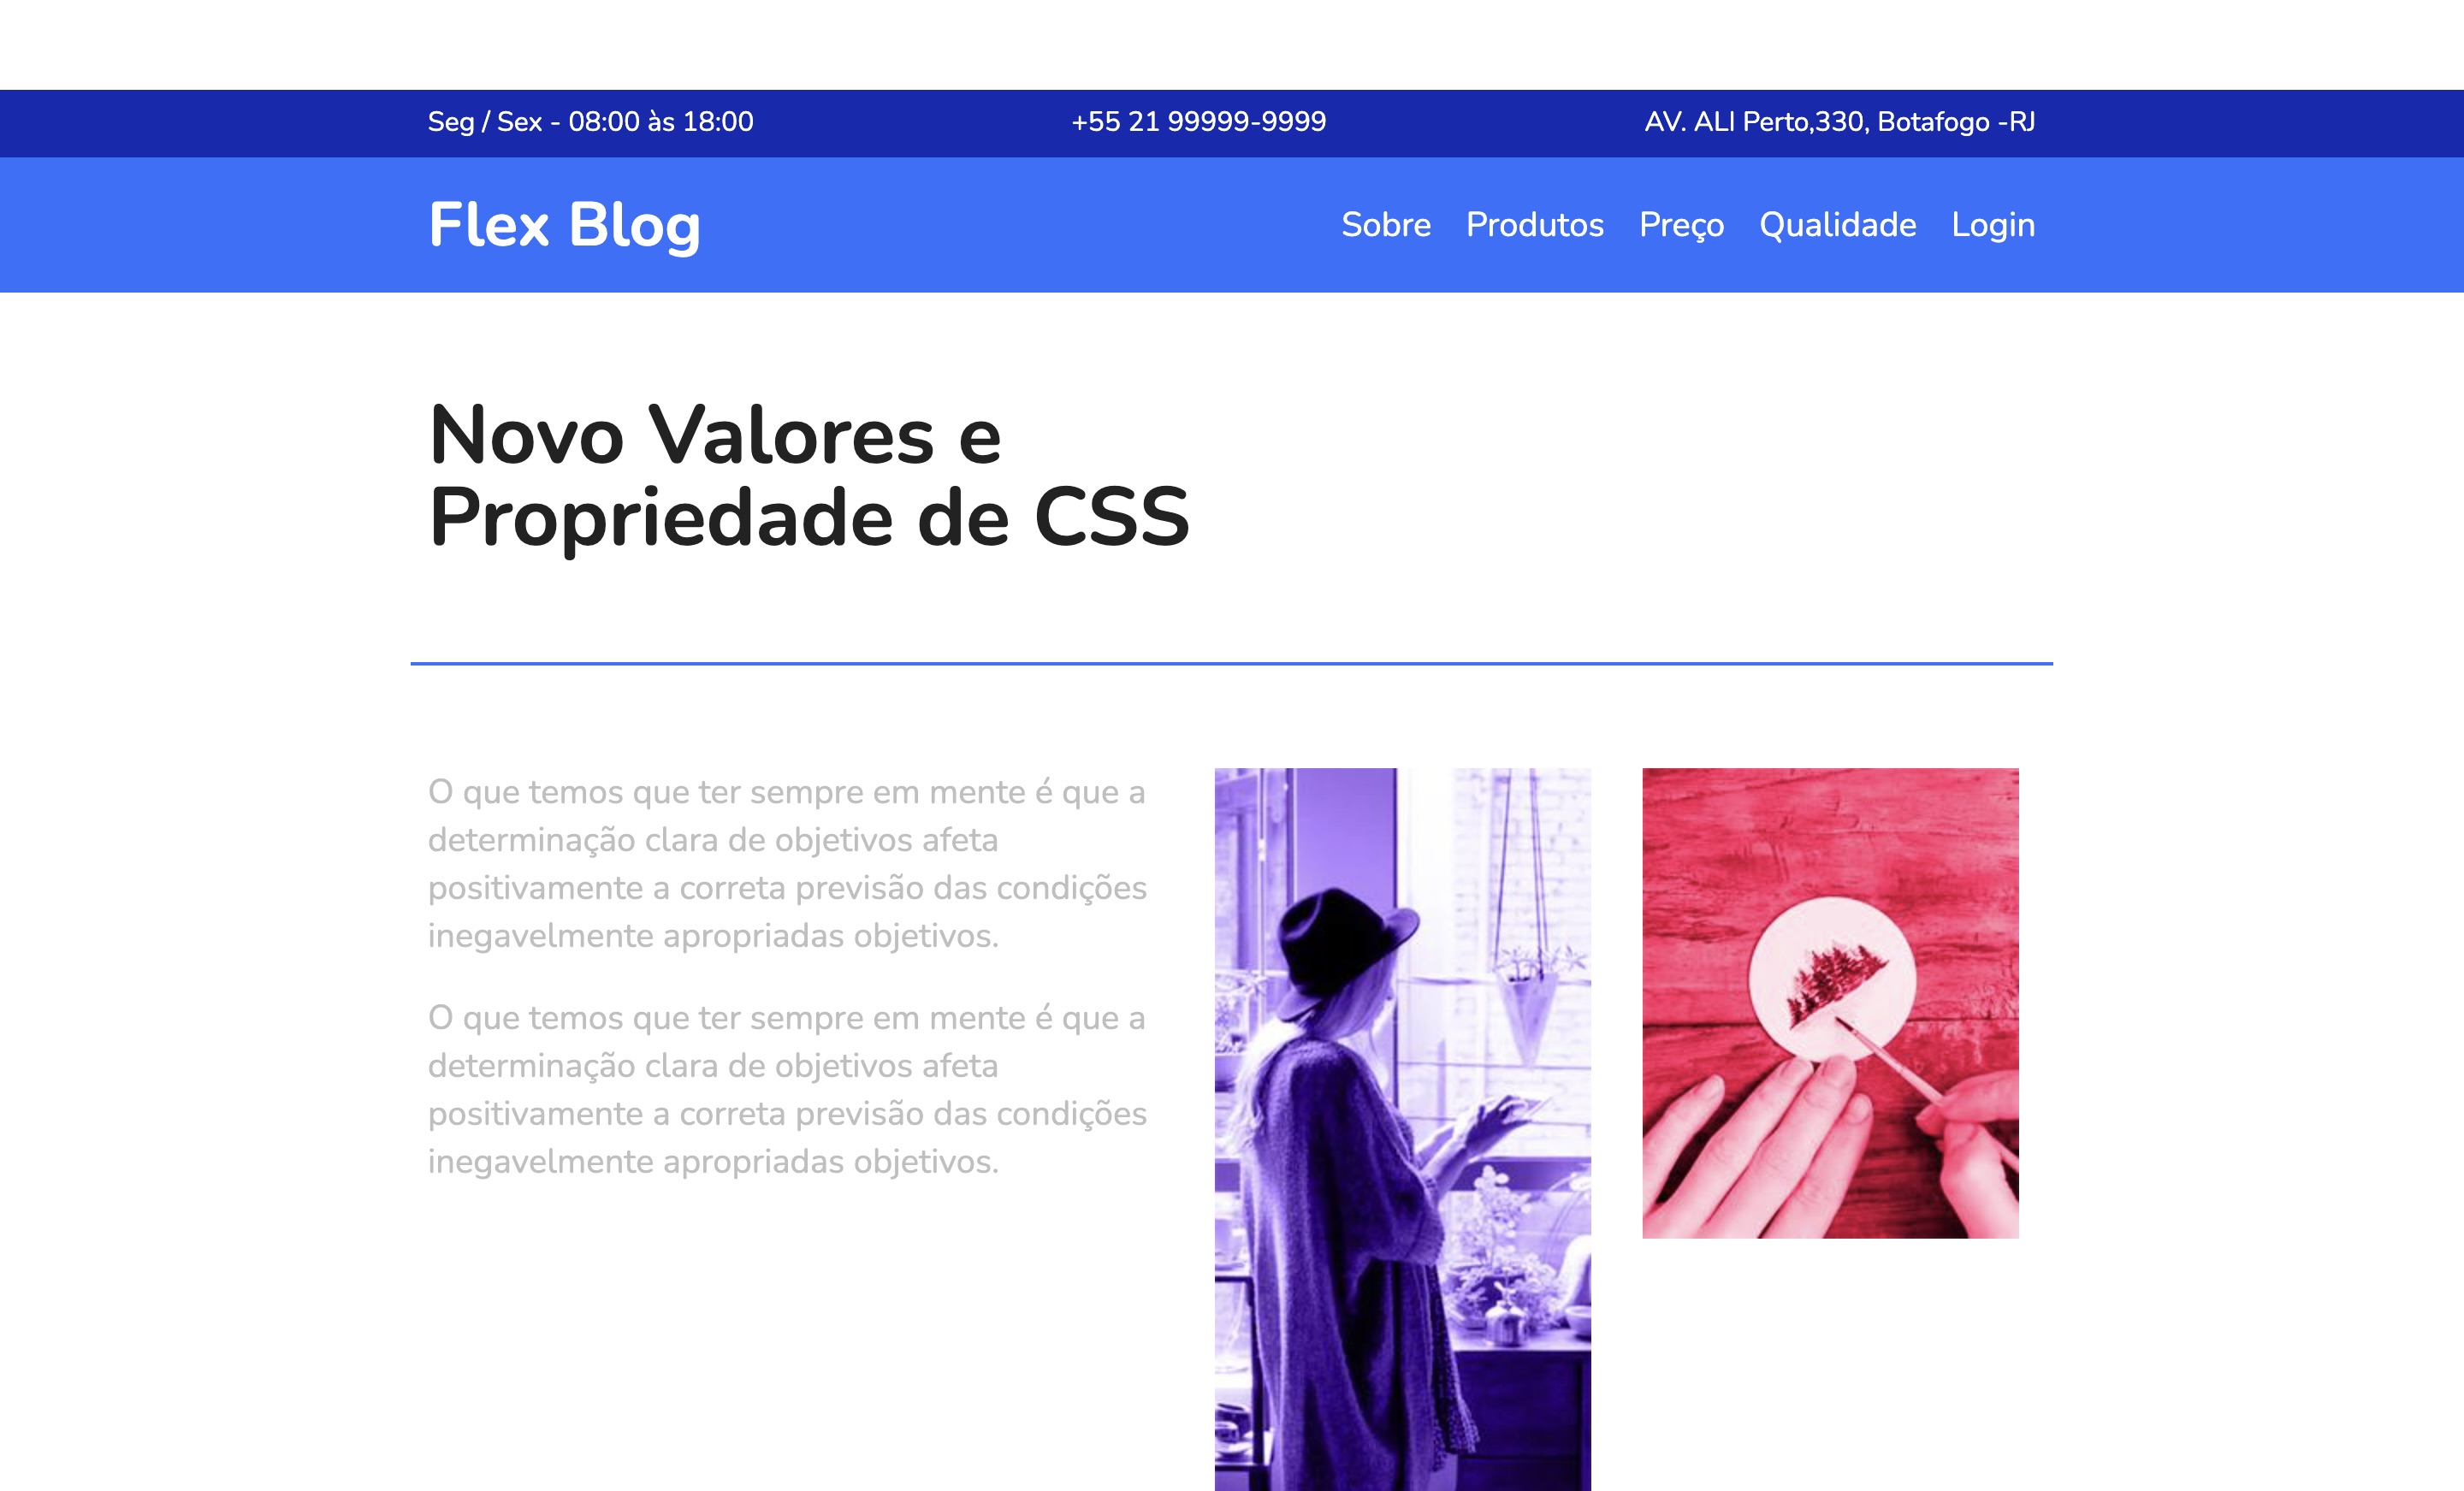 Seg / Sex - 08:00 às 18:00
+55 21 99999-9999
AV. ALI Perto,330, Botafogo -RJ
Flex Blog
Sobre Produtos Preço Qualidade Login
Novo Valores e
Propriedade de CSS
O que temos que ter sempre em mente é que a
determinação clara de objetivos afeta
positivamente a correta previsão das condições
inegavelmente apropriadas objetivos.
O que temos que ter sempre em mente é que a
determinação clara de objetivos afeta
positivamente a correta previsão das condições
inegavelmente apropriadas objetivos.